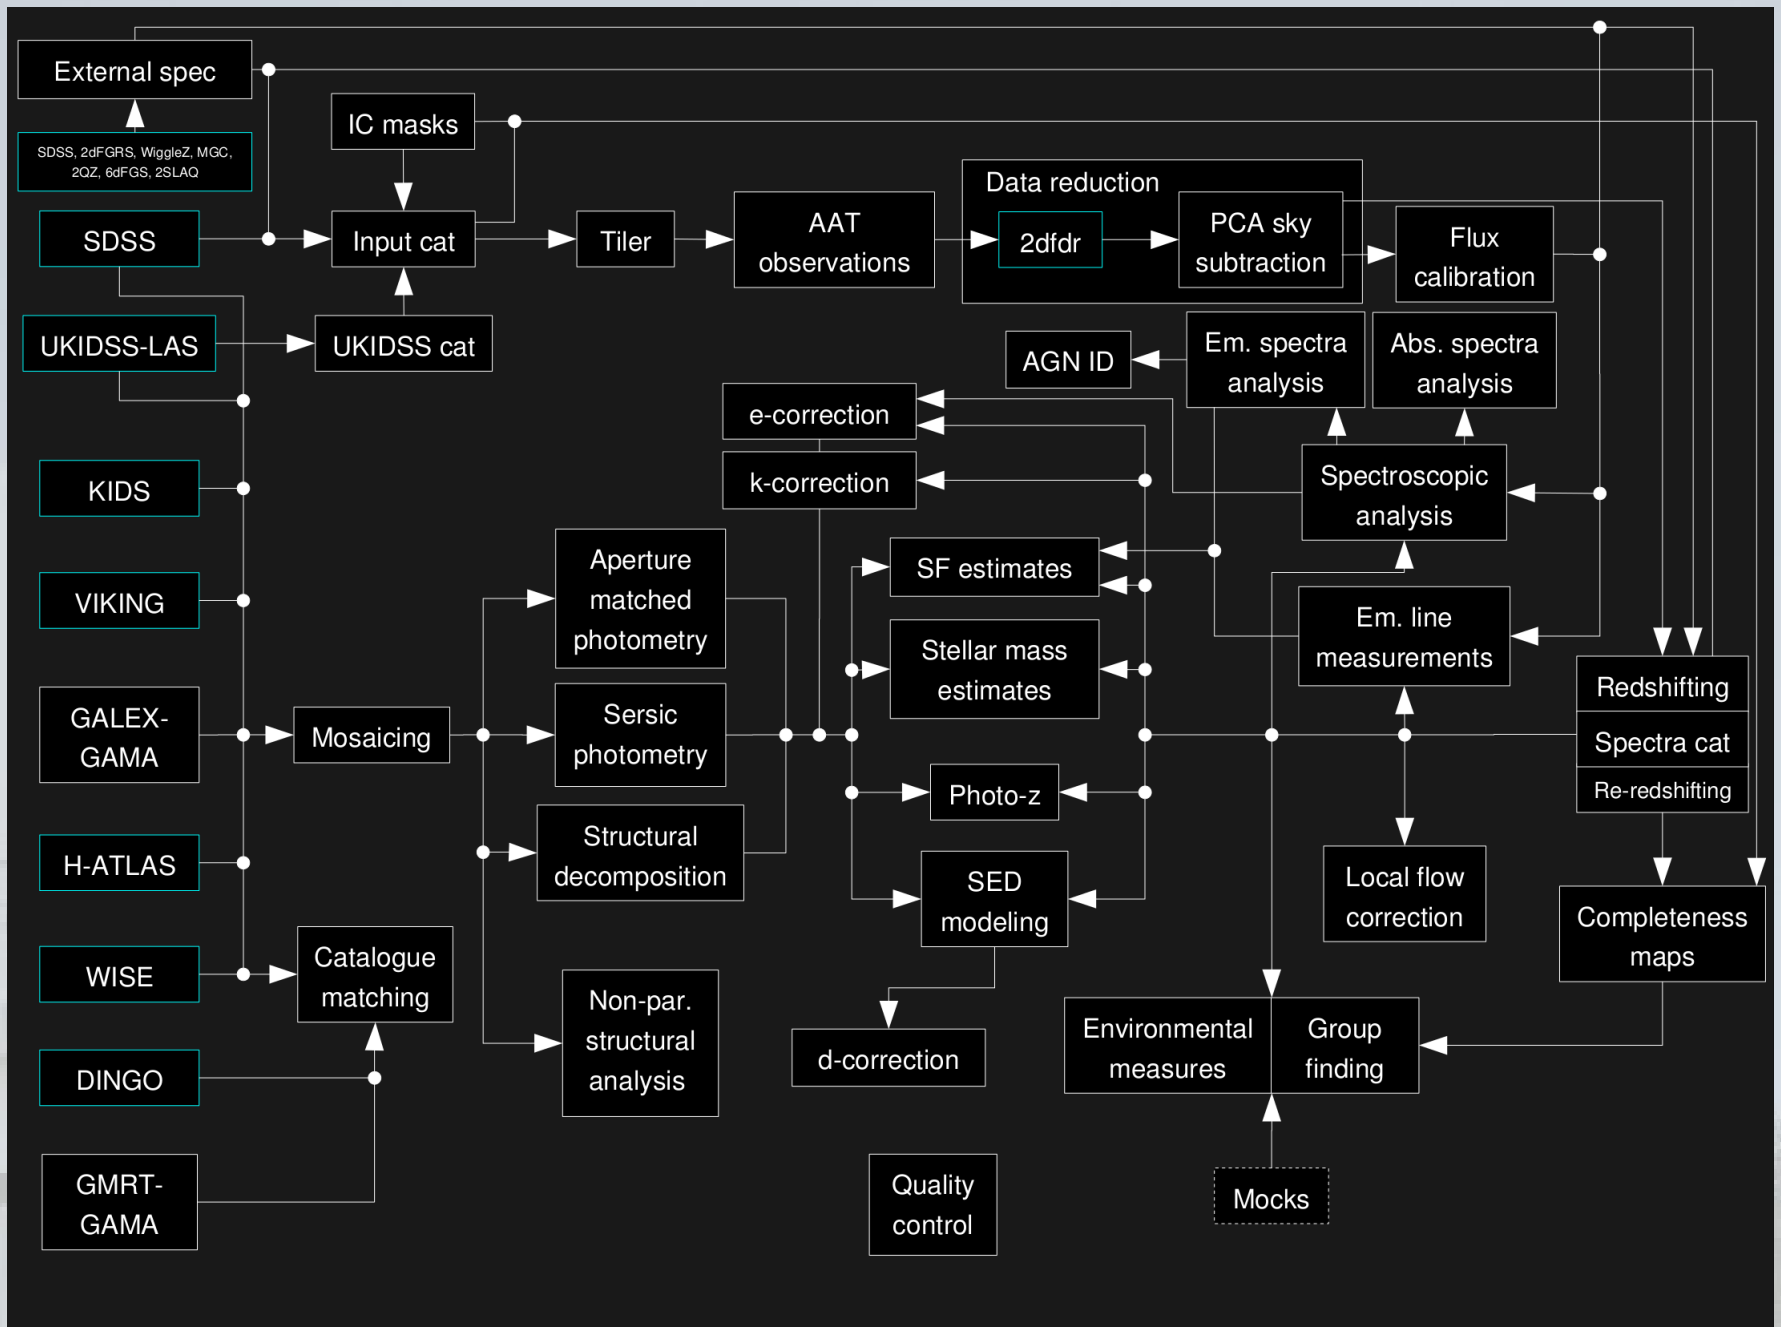 External spec
SDSS, 2dFGRS, WiggleZ, MGC,
2QZ, 6dFGS, 2SLAQ
IC masks
SDSS
Input cat
Tiler
AAT
observations
Data reduction
2dfdr
PCA sky
subtraction
Flux
calibration
UKIDSS-LAS
UKIDSS cat
AGN ID
Em. spectra
analysis
Abs. spectra
analysis
e-correction
k-correction
Spectroscopic
analysis
KIDS
VIKING
Aperture
matched
photometry
SF estimates
Em. line
measurements
Stellar mass
estimates
GALEX-
GAMA
Mosaicing
Sersic
photometry
Redshifting
Spectra cat
Re-redshifting
Photo-z
H-ATLAS
Structural
decomposition
SED
modeling
Local flow
correction
Completeness
maps
WISE
Catalogue
matching
Non-par.
structural
analysis
d-correction
Environmental
measures
Group
finding
DINGO
GMRT-
GAMA
Quality
control
Mocks